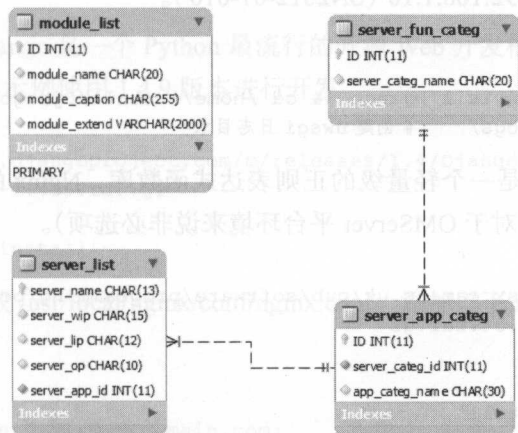 module_list
ID INT(11)
module_name CHAR(20)
module_caption CHAR(255)
module_extend VARCHAR(2000)
Indexes
PRIMARY
server_fun_categ
ID INT(11)
server_categ_name CHAR(20)
Indexes
server_list
server_name CHAR(13)
server_wip CHAR(15)
server_lip CHAR(12)
server_op CHAR(10)
server_app_id INT(11)
Indexes
server_app_categ
ID INT(11)
server_categ_id INT(11)
app_categ_name CHAR(30)
Indexes